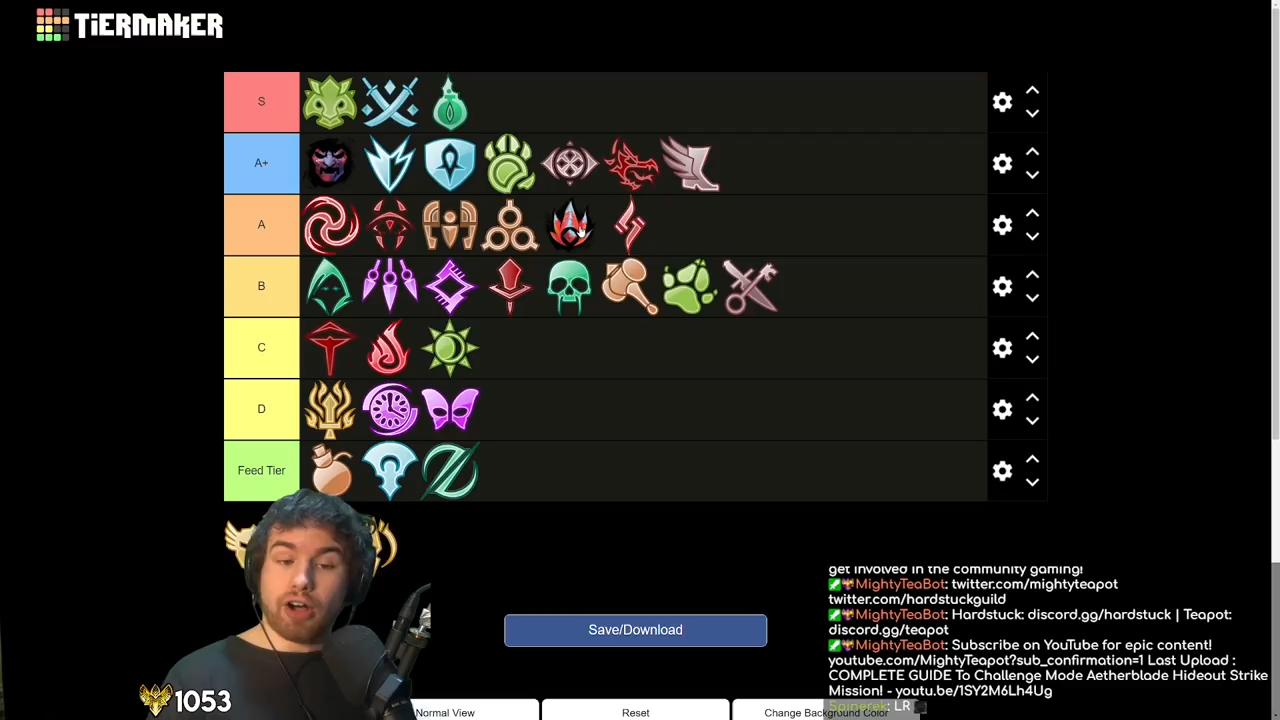 TiERMAKER
S
A+
A
B
C
D
Feed Tier
get involved in the community gaming!
MightyTeaBot: twitter.com/mightyteapot
twitter.com/hardstuckguild
MightyTeaBot: Hardstuck: discord.gg/hardstuck | Teapot:
discord.gg/teapot
MightyTeaBot: Subscribe on YouTube for epic content!
youtube.com/MightyTeapot?sub_confirmation=1 Last Upload :
COMPLETE GUIDE To Challenge Mode Aetherblade Hideout Strike
Mission! - youtu.be/1SY2M6Lh4Ug
Spinerek: LR
Save/Download
1053
Normal View
Reset
Change Background Color